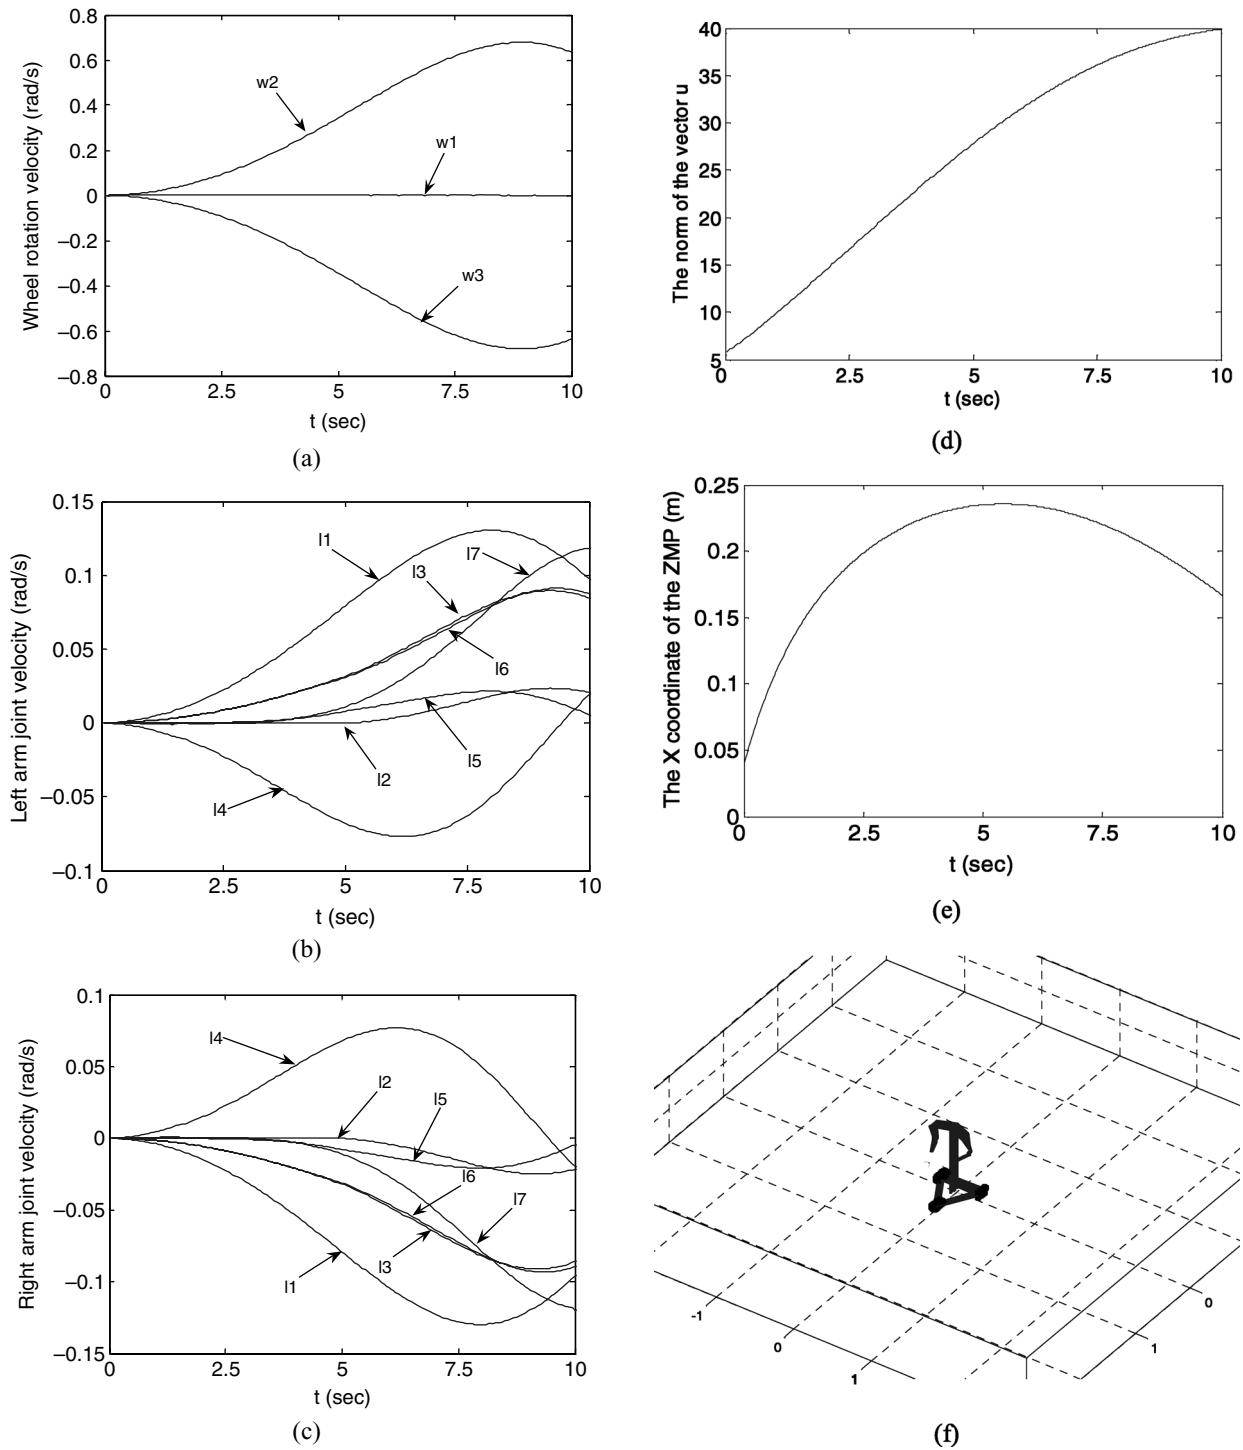 0.8
0.6
0.4
0.2
0
−0.2
−0.4
−0.6
−0.8
Wheel rotation velocity (rad/s)
w2
w1
w3
0
2.5
5
7.5
10
t (sec)
(a)
0.15
0.1
0.05
0
−0.05
−0.1
Left arm joint velocity (rad/s)
l1
l7
l3
l6
l5
l2
l4
0
2.5
5
7.5
10
t (sec)
(b)
0.1
0.05
0
−0.05
−0.1
−0.15
Right arm joint velocity (rad/s)
l4
l2
l5
l6
l7
l3
l1
0
2.5
5
7.5
10
t (sec)
(c)
40
35
30
25
20
15
10
5
The norm of the vector u
0
2.5
5
7.5
10
t (sec)
(d)
0.25
0.2
0.15
0.1
0.05
0
The X coordinate of the ZMP (m)
0
2.5
5
7.5
10
t (sec)
(e)
-1
0
1
0
1
(f)